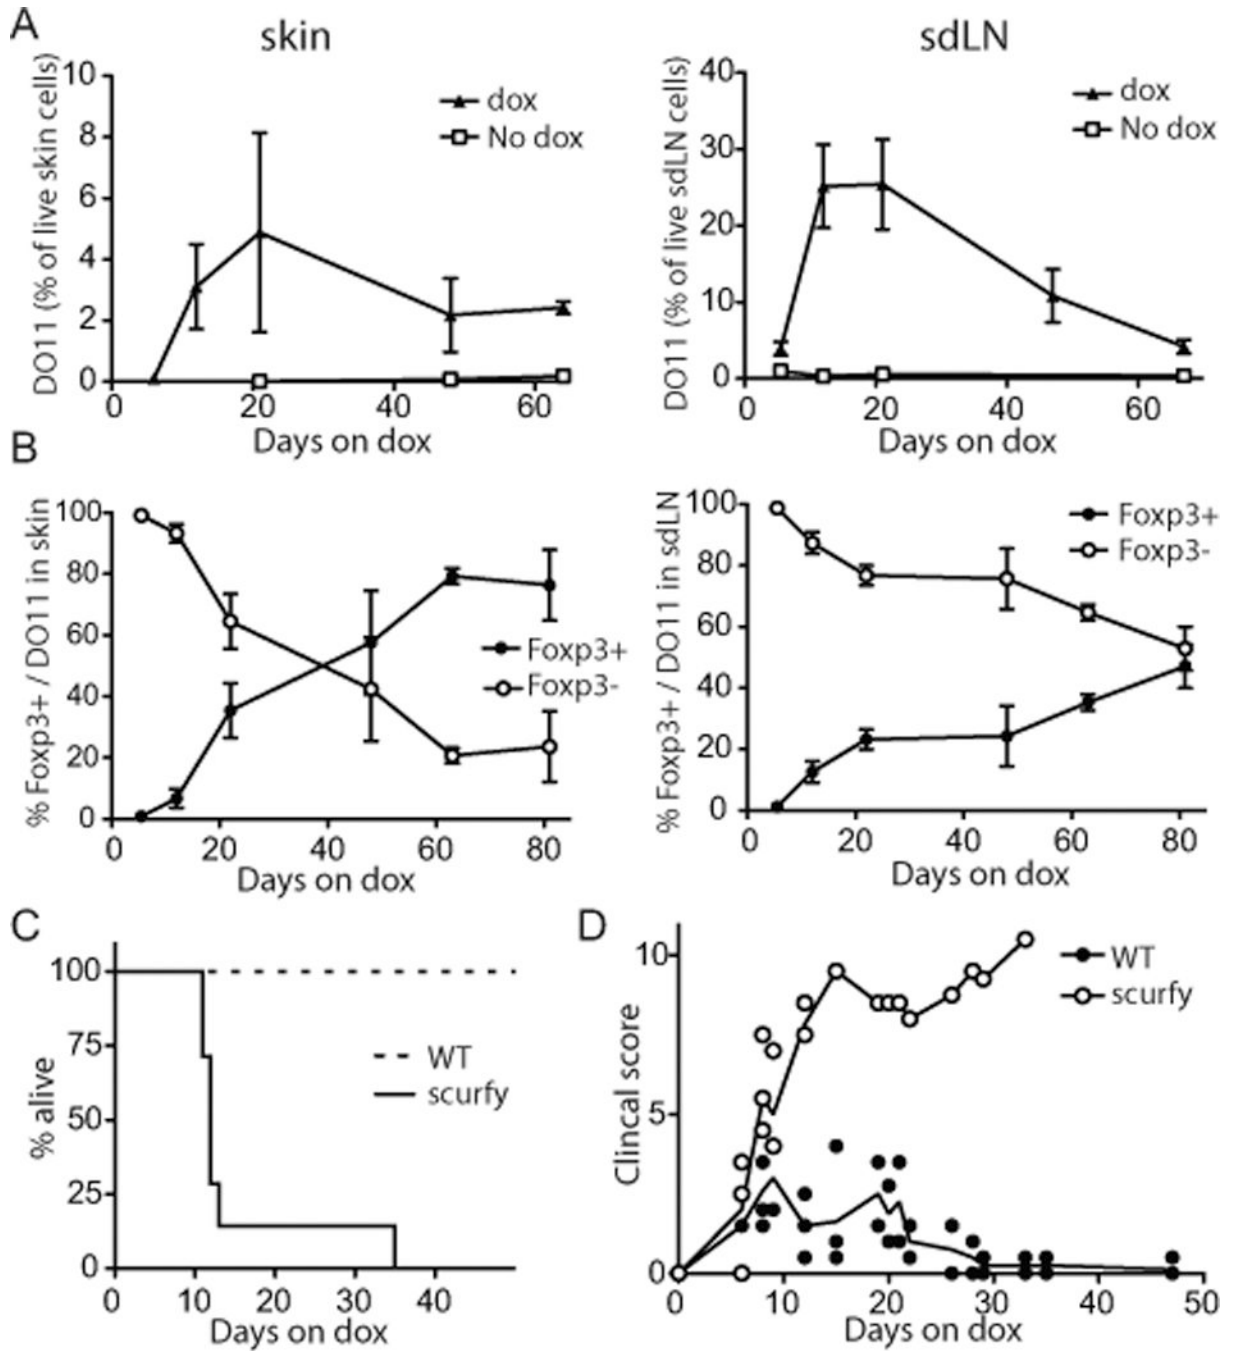 A
skin
sdLN
DO11 (% of live skin cells)
10
8
6
4
2
0
dox
No dox
0 20 40 60
Days on dox
DO11 (% of live sdLN cells)
40
30
20
10
0
dox
No dox
0 20 40 60
Days on dox
B
% Foxp3+ / DO11 in skin
100
80
60
40
20
0
Foxp3+
Foxp3-
0 20 40 60 80
Days on dox
% Foxp3+ / DO11 in sdLN
100
80
60
40
20
0
Foxp3+
Foxp3-
0 20 40 60 80
Days on dox
C
% alive
100
75
50
25
0
WT
scurfy
0 10 20 30 40
Days on dox
D
Clincal score
10
5
0
WT
scurfy
0 10 20 30 40 50
Days on dox